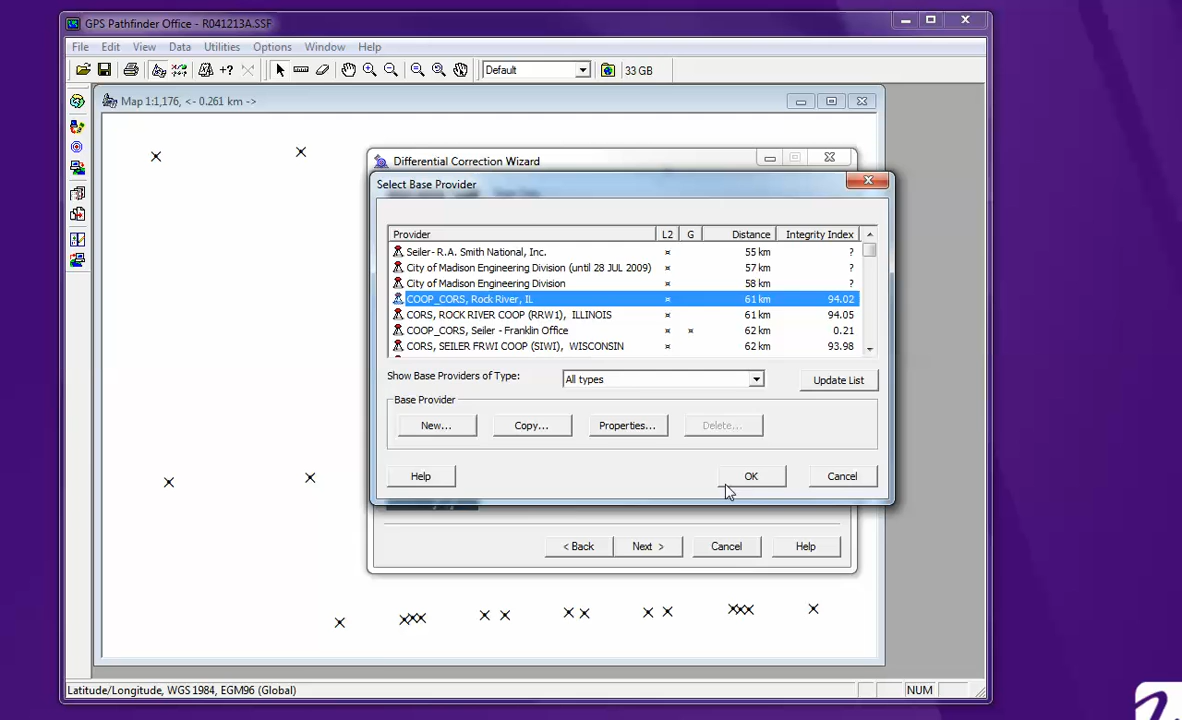 GPS Pathfinder Office - R041213A.SSF
File Edit View Data Utilities Options Window Help
Default 33 GB
Map 1:1,176, <- 0.261 km ->
Differential Correction Wizard
Select Base Provider
Provider L2 G Distance Integrity Index
Seiler- R.A. Smith National, Inc. ¤ 55 km ?
City of Madison Engineering Division (until 28 JUL 2009) ¤ 57 km ?
City of Madison Engineering Division ¤ 58 km ?
COOP_CORS, Rock River, IL ¤ 61 km 94.02
CORS, ROCK RIVER COOP (RRW1), ILLINOIS ¤ 61 km 94.05
COOP_CORS, Seiler - Franklin Office ¤ ¤ 62 km 0.21
CORS, SEILER FRWI COOP (SIWI), WISCONSIN ¤ 62 km 93.98
Show Base Providers of Type: All types Update List
Base Provider
New... Copy... Properties... Delete...
Help OK Cancel
< Back Next > Cancel Help
Latitude/Longitude, WGS 1984, EGM96 (Global) NUM